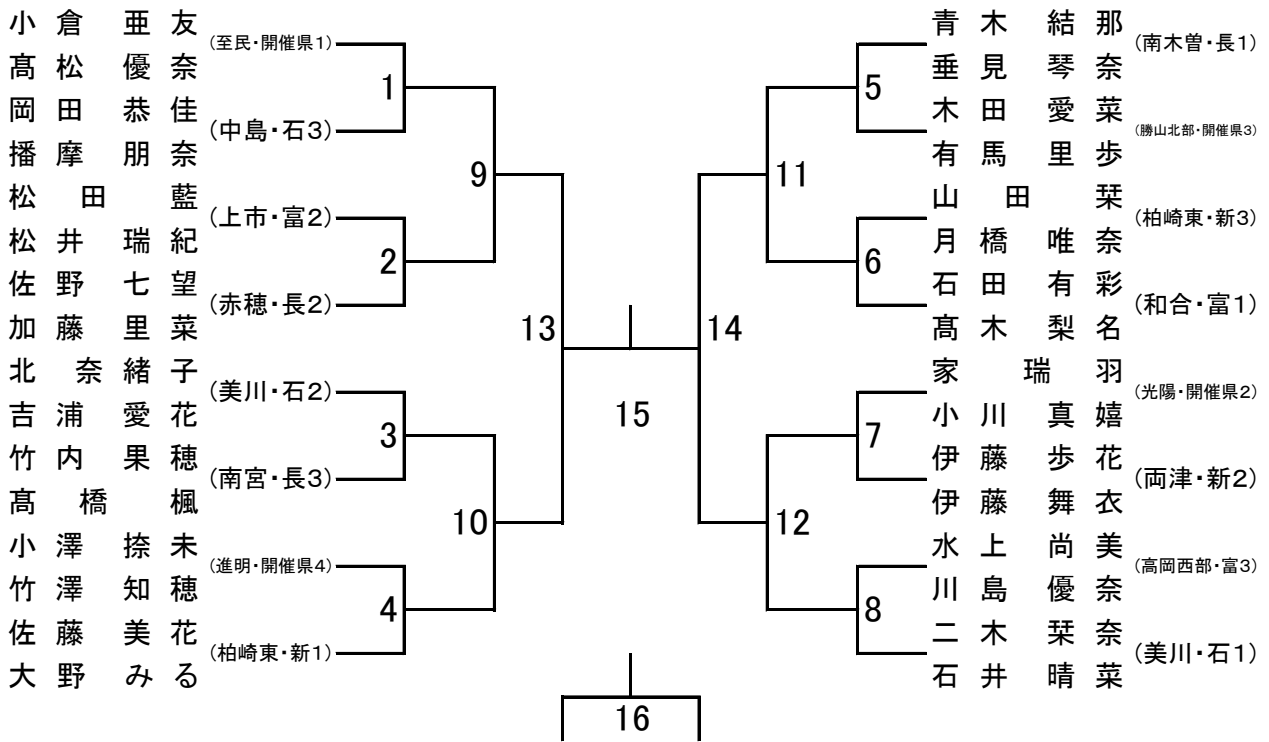 小倉 亜友
(至民・開催県1)
髙松 優奈
1
岡田 恭佳
(中島・石3)
播摩 朋奈
9
松田 藍
(上市・富2)
松井 瑞紀
2
佐野 七望
(赤穂・長2)
加藤 里菜
13
北 奈緒子
(美川・石2)
吉浦 愛花
3
竹内 果穂
(南宮・長3)
髙橋 楓
10
小澤 捺未
(進明・開催県4)
竹澤 知穂
4
佐藤 美花
(柏崎東・新1)
大野 みる
15
16
青木 結那
(南木曽・長1)
垂見 琴奈
5
木田 愛菜
(勝山北部・開催県3)
有馬 里歩
11
山田 栞
(柏崎東・新3)
月橋 唯奈
6
石田 有彩
(和合・富1)
髙木 梨名
14
家 瑞羽
(光陽・開催県2)
小川 真嬉
7
伊藤 歩花
(両津・新2)
伊藤 舞衣
12
水上 尚美
(高岡西部・富3)
川島 優奈
8
二木 栞奈
(美川・石1)
石井 晴菜